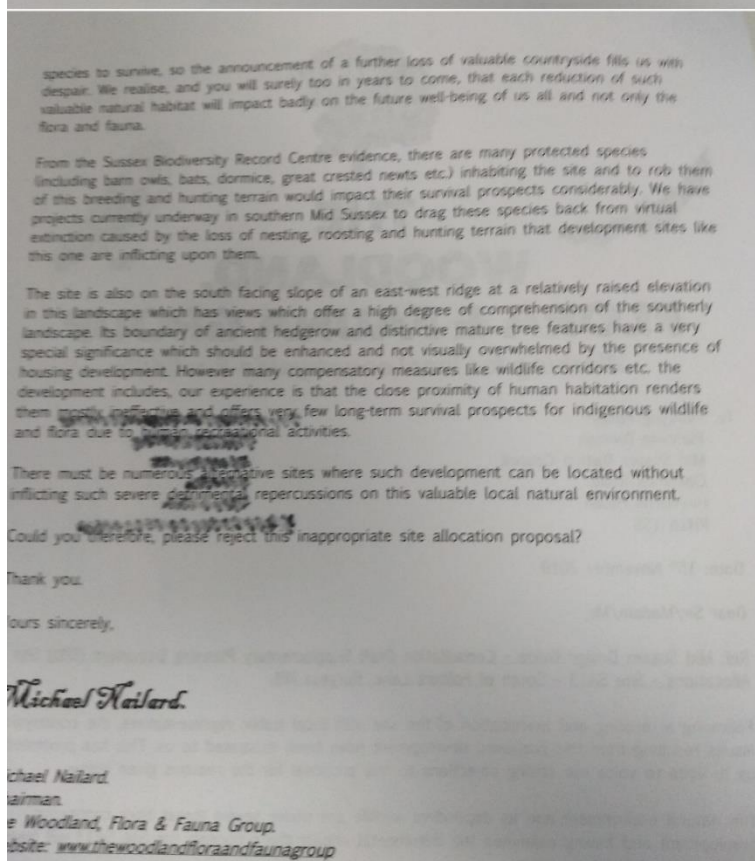 species to survive, so the announcement of a further loss of valuable countryside fills us with
despair. We realise, and you will surely too in years to come, that each reduction of such
valuable natural habitat will impact badly on the future well-being of us all and not only the
flora and fauna.
From the Sussex Biodiversity Record Centre evidence, there are many protected species
(including barn owls, bats, dormice, great crested newts etc.) inhabiting the site and to rob them
of this breeding and hunting terrain would impact their survival prospects considerably. We have
projects currently underway in southern Mid Sussex to drag these species back from virtual
extinction caused by the loss of nesting, roosting and hunting terrain that development sites like
this one are inflicting upon them.
The site is also on the south facing slope of an east-west ridge at a relatively raised elevation
in this landscape which has views which offer a high degree of comprehension of the southerly
landscape. Its boundary of ancient hedgerow and distinctive mature tree features have a very
special significance which should be enhanced and not visually overwhelmed by the presence of
housing development. However many compensatory measures like wildlife corridors etc. the
development includes, our experience is that the close proximity of human habitation renders
them mostly ineffective and offers very few long-term survival prospects for indigenous wildlife
and flora due to human recreational activities.
There must be numerous alternative sites where such development can be located without
inflicting such severe detrimental repercussions on this valuable local natural environment.
Could you therefore, please reject this inappropriate site allocation proposal?
Thank you.
ours sincerely,
Michael Nailard.
ichael Nailard.
airman.
e Woodland, Flora & Fauna Group.
ebsite: www.thewoodlandfloraandfaunagroup